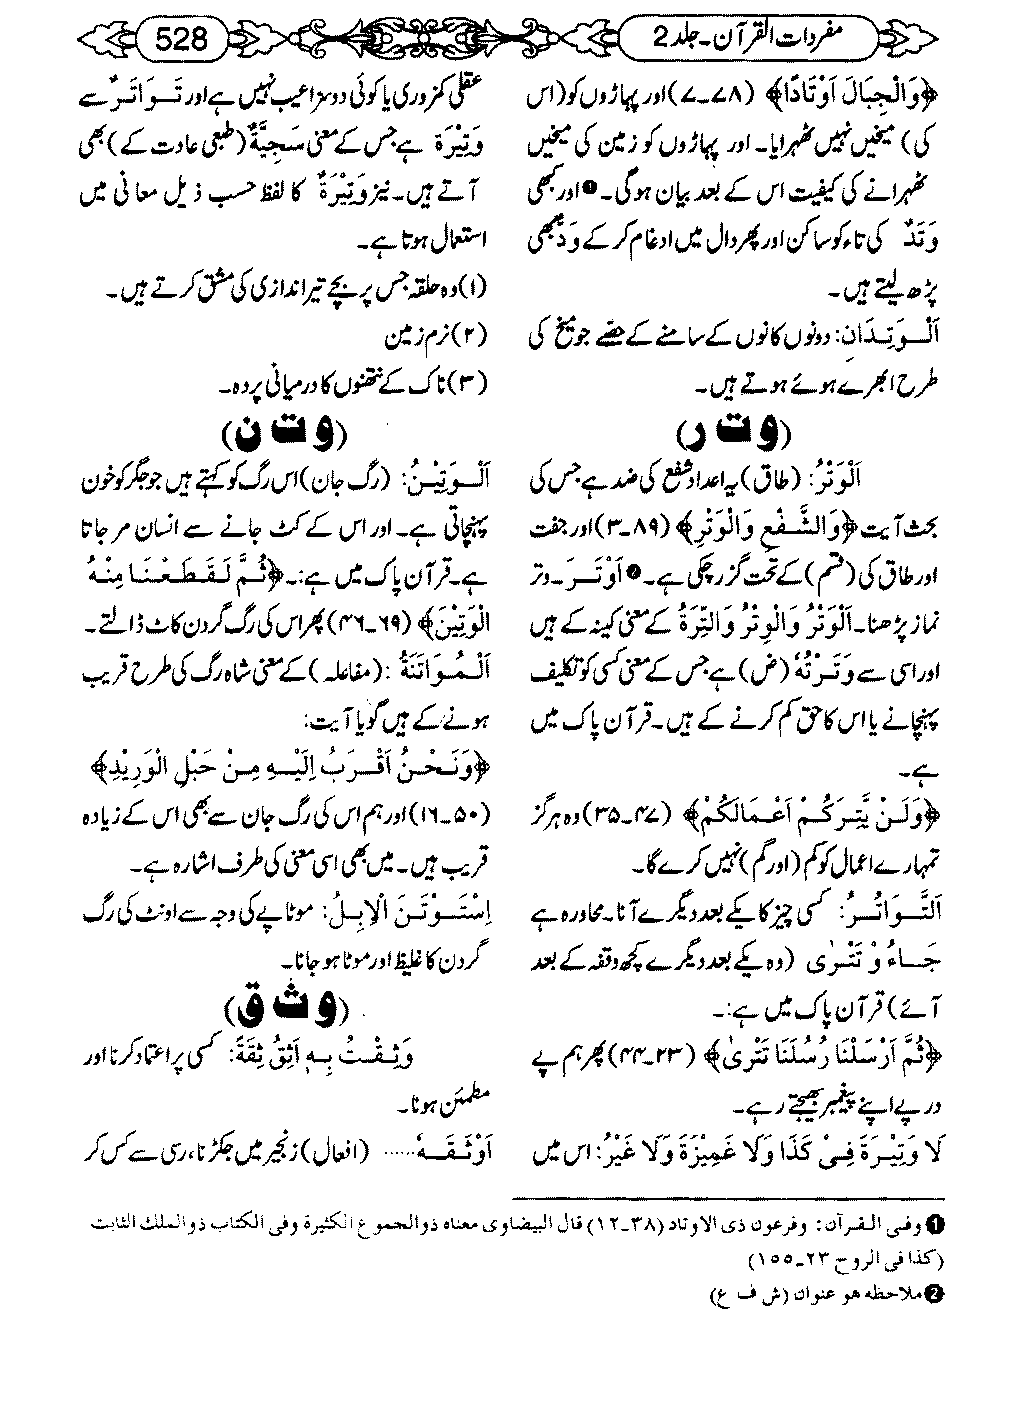 مفردات القرآن۔جلد 2
528
﴿وَالْجِبَالَ اَوْتَادًا﴾ (۷۸۔۷) اور پہاڑوں کو (اس
کی) میخیں نہیں ٹھہرایا۔ اور پہاڑوں کو زمین کی میخیں
ٹھہرانے کی کیفیت اس کے بعد بیان ہوگی۔❶ اور کبھی
وَتَدٌ کی تاء کو ساکن اور پھر دال میں ادغام کر کے وَدٌّ بھی
پڑھ لیتے ہیں۔
اَلْوَتِدَانِ: دونوں کانوں کے سامنے کے حصے جو میخ کی
طرح ابھرے ہوئے ہوتے ہیں۔
(و ت ر)
اَلْوَتْرُ: (طاق) یہ اعداد شفع کی ضد ہے جس کی
بحث آیت ﴿وَالشَّفْعِ وَالْوَتْرِ﴾ (۸۹۔۳) اور جفت
اور طاق کی (قسم) کے تحت گزر چکی ہے۔❷ اَوْتَرَ۔ وتر
نماز پڑھنا۔ اَلْوَتْرُ وَالْوِتْرُ وَالتِّرَةُ کے معنی کینہ کے ہیں
اور اسی سے وَتَرْتُهٗ (ض) ہے جس کے معنی کسی کو تکلیف
پہنچانے یا اس کا حق کم کرنے کے ہیں۔ قرآن پاک میں
ہے۔
﴿وَلَنْ يَّتِرَكُمْ اَعْمَالَكُمْ﴾ (۴۷۔۳۵) وہ ہرگز
تمہارے اعمال کو کم (اور گم) نہیں کرے گا۔
اَلتَّوَاتُرُ: کسی چیز کا یکے بعد دیگرے آنا۔ محاورہ ہے
جَاءُ وْ تَتْرٰى (وہ یکے بعد دیگرے کچھ وقفہ کے بعد
آئے) قرآن پاک میں ہے:۔
﴿ثُمَّ اَرْسَلْنَا رُسُلَنَا تَتْرىٰ﴾ (۲۳۔۴۴) پھر ہم پے
در پے اپنے پیغمبر بھیجتے رہے۔
لَا وَتِيْرَةَ فِىْ كَذَا وَلَا غَمِيْزَةَ وَلَا غَيْرُ: اس میں
عقلی کمزوری یا کوئی دوسرا عیب نہیں ہے اور تَوَاتَرٌ سے
وَتِيْرَةٌ ہے جس کے معنی سَجِيَّةٌ (طبعی عادت کے) بھی
آتے ہیں۔ نیز وَتِيْرَةٌ کا لفظ حسب ذیل معانی میں
استعمال ہوتا ہے۔
(۱) وہ حلقہ جس پر بچے تیر اندازی کی مشق کرتے ہیں۔
(۲) نرم زمین
(۳) ناک کے نتھنوں کا درمیانی پردہ۔
(و ت ن)
اَلْوَتِيْنُ: (رگ جان) اس رگ کو کہتے ہیں جو جگر کو خون
پہنچاتی ہے۔ اور اس کے کٹ جانے سے انسان مر جاتا
ہے۔ قرآن پاک میں ہے:۔ ﴿ثُمَّ لَقَطَعْنَا مِنْهُ
الْوَتِيْنَ﴾ (۶۹۔۴۶) پھر اس کی رگ گردن کاٹ ڈالتے۔
اَلْمُوَاتَنَةُ: (مفاعلہ) کے معنی شاہ رگ کی طرح قریب
ہونے کے ہیں گویا آیت:
﴿وَنَحْنُ اَقْرَبُ اِلَيْهِ مِنْ حَبْلِ الْوَرِيْدِ﴾
(۵۰۔۱۶) اور ہم اس کی رگ جان سے بھی اس کے زیادہ
قریب ہیں۔ میں بھی اسی معنی کی طرف اشارہ ہے۔
اِسْتَوْتَنَ الْاِبِلُ: موٹاپے کی وجہ سے اونٹ کی رگ
گردن کا غلیظ اور موٹا ہو جانا۔
(و ث ق)
وَثِقْتُ بِهٖ اَثِقُ ثِقَةً: کسی پر اعتماد کرنا اور
مطمئن ہونا۔
اَوْثَقَهٗ ..... (افعال) زنجیر میں جکڑنا، رسی سے کس کر
❶ وفى القرآن: وفرعون ذى الاوتاد (۳۸۔۱۲) قال البيضاوى معناه ذوالجموع الكثيرة وفى الكتاب ذوالملك الثابت
(كذا فى الروح ۲۳۔۱۵۵)
❷ ملاحظه هو عنوان (ش ف ع)